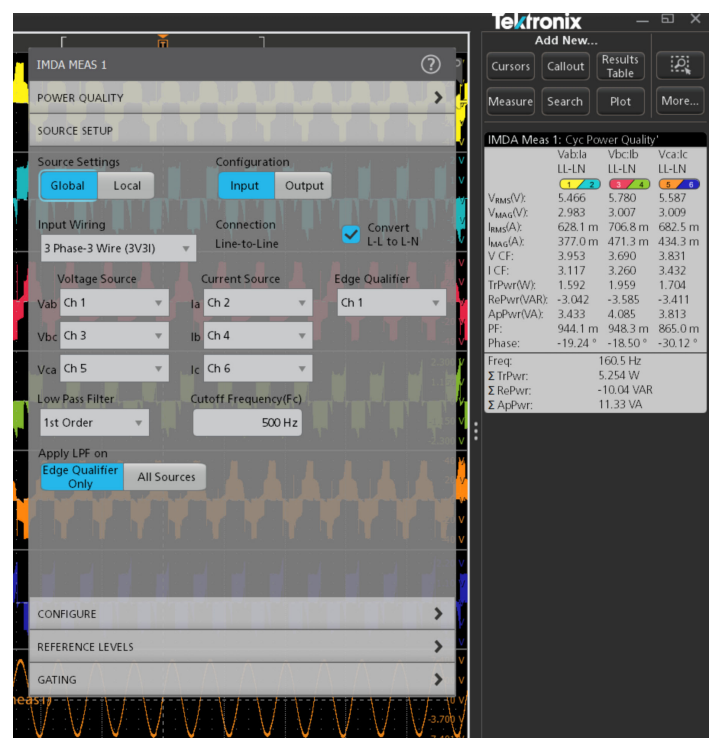 Tektronix
Add New...
Cursors
Callout
Results
Table
Measure
Search
Plot
More...
IMDA MEAS 1
?
POWER QUALITY
SOURCE SETUP
Source Settings
Configuration
Global
Local
Input
Output
Input Wiring
Connection
Convert
L-L to L-N
3 Phase-3 Wire (3V3I)
Line-to-Line
Voltage Source
Current Source
Edge Qualifier
Vab Ch 1
Ia Ch 2
Ch 1
Vbc Ch 3
Ib Ch 4
Vca Ch 5
Ic Ch 6
Low Pass Filter
Cutoff Frequency(Fc)
1st Order
500 Hz
Apply LPF on
Edge Qualifier
Only
All Sources
CONFIGURE
REFERENCE LEVELS
GATING
-3.700 V
IMDA Meas 1: Cyc Power Quality'
Vab:Ia Vbc:Ib Vca:Ic
LL-LN LL-LN LL-LN
1 2 3 4 5 6
VRMS(V): 5.466 5.780 5.587
VMAG(V): 2.983 3.007 3.009
IRMS(A): 628.1 m 706.8 m 682.5 m
IMAG(A): 377.0 m 471.3 m 434.3 m
V CF: 3.953 3.690 3.831
I CF: 3.117 3.260 3.432
TrPwr(W): 1.592 1.959 1.704
RePwr(VAR): -3.042 -3.585 -3.411
ApPwr(VA): 3.433 4.085 3.813
PF: 944.1 m 948.3 m 865.0 m
Phase: -19.24 ° -18.50 ° -30.12 °
Freq: 160.5 Hz
Σ TrPwr: 5.254 W
Σ RePwr: -10.04 VAR
Σ ApPwr: 11.33 VA